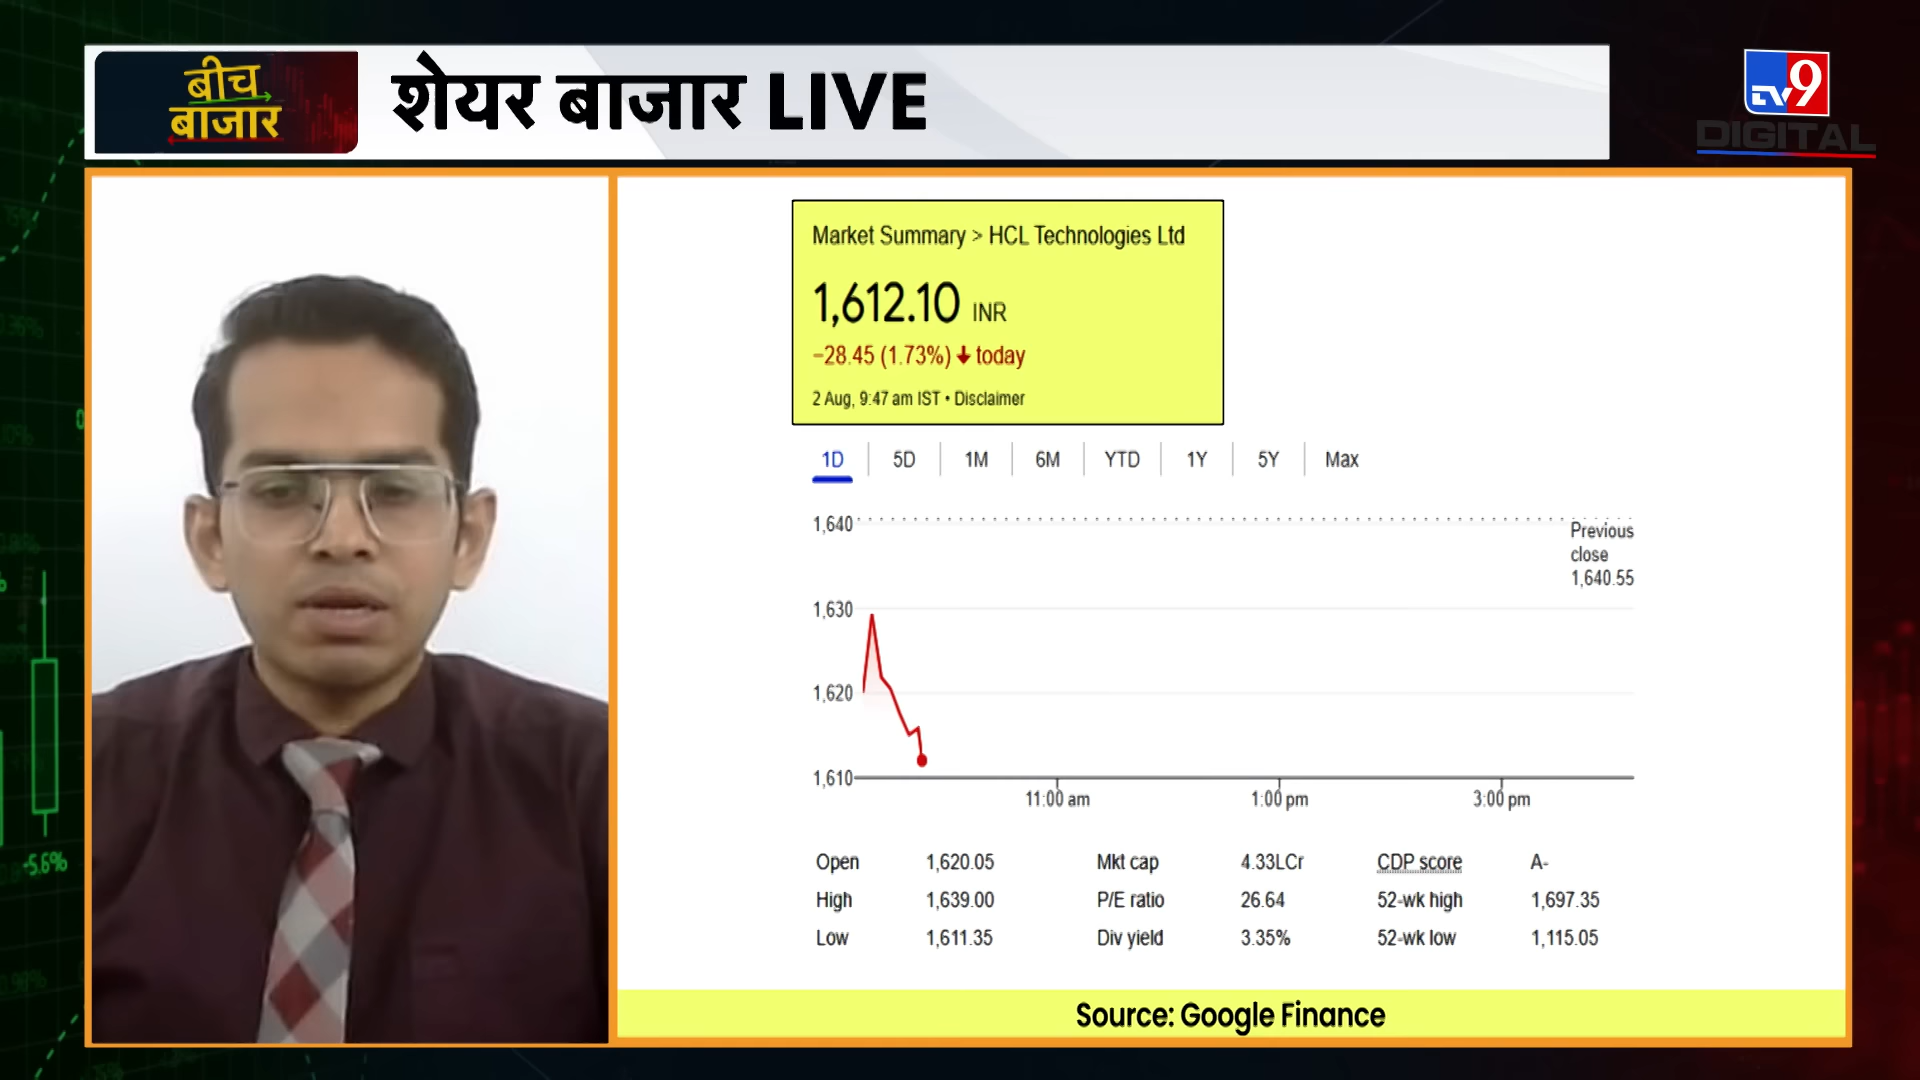 बीच
बाजार
शेयर बाजार LIVE
TV9
DIGITAL
Market Summary > HCL Technologies Ltd
1,612.10 INR
−28.45 (1.73%) ↓ today
2 Aug, 9:47 am IST • Disclaimer
1D 5D 1M 6M YTD 1Y 5Y Max
1,640
Previous
close
1,640.55
1,630
1,620
1,610
11:00 am 1:00 pm 3:00 pm
Open 1,620.05 Mkt cap 4.33LCr CDP score A-
High 1,639.00 P/E ratio 26.64 52-wk high 1,697.35
Low 1,611.35 Div yield 3.35% 52-wk low 1,115.05
-5.6%
Source: Google Finance